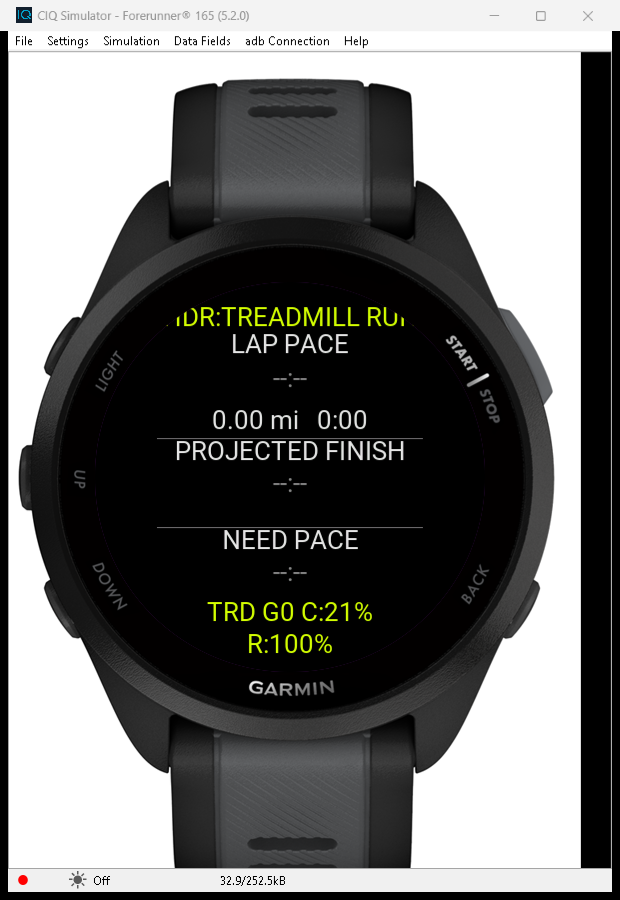 CIQ Simulator - Forerunner® 165 (5.2.0)
File Settings Simulation Data Fields adb Connection Help
DR:TREADMILL RU
LAP PACE
--:--
0.00 mi 0:00
PROJECTED FINISH
--:--
NEED PACE
--:--
TRD G0 C:21%
R:100%
LIGHT
UP
DOWN
START
STOP
BACK
GARMIN
Off
32.9/252.5kB